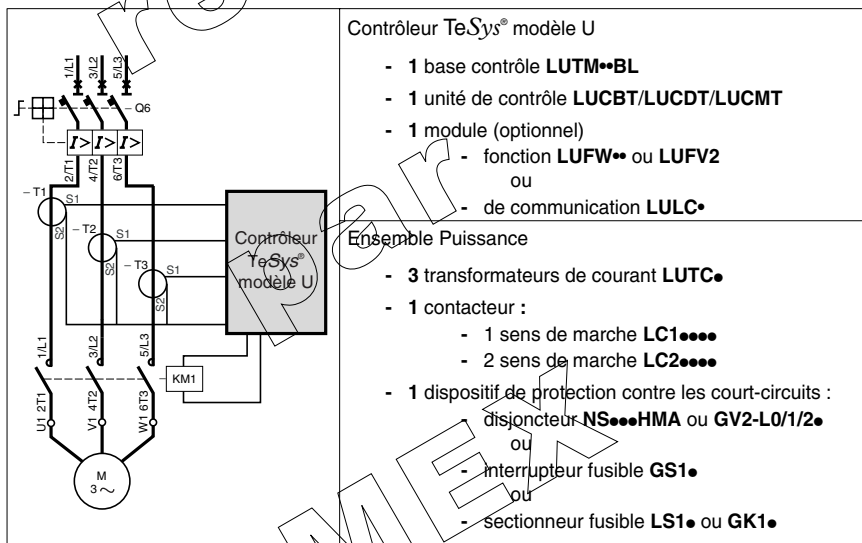 1/L1
3/L2
5/L3
Q6
I> I> I>
2/T1
4/T2
6/T3
T1
S1
S2
T2
S1
S2
T3
S1
S2
Contrôleur
TeSys®
modèle U
1/L1
3/L2
5/L3
KM1
U1 2T1
V1 4T2
W1 6T3
M
3~
Contrôleur TeSys® modèle U
- 1 base contrôle LUTM••BL
- 1 unité de contrôle LUCBT/LUCDT/LUCMT
- 1 module (optionnel)
- fonction LUFW•• ou LUFV2
ou
- de communication LULC•
Ensemble Puissance
- 3 transformateurs de courant LUTC•
- 1 contacteur :
- 1 sens de marche LC1••••
- 2 sens de marche LC2••••
- 1 dispositif de protection contre les court-circuits :
- disjoncteur NS•••HMA ou GV2-L0/1/2•
ou
- interrupteur fusible GS1•
ou
- sectionneur fusible LS1• ou GK1•
par